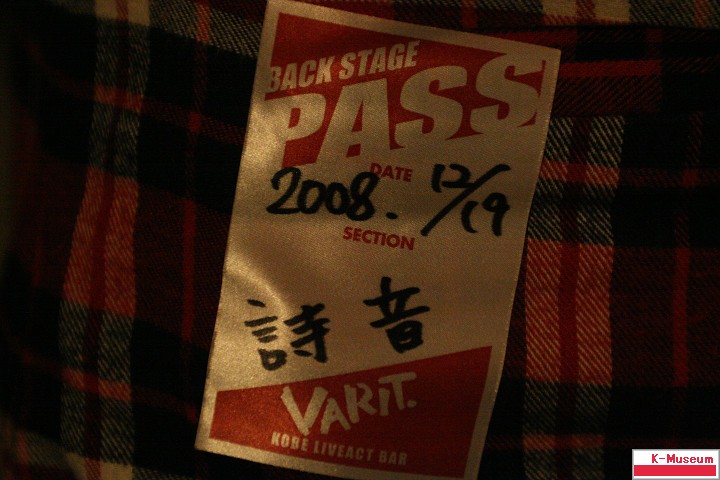 BACK STAGE
PASS
DATE
2008. 12/19
SECTION
詩音
VARIT.
KOBE LIVEACT BAR
K-Museum